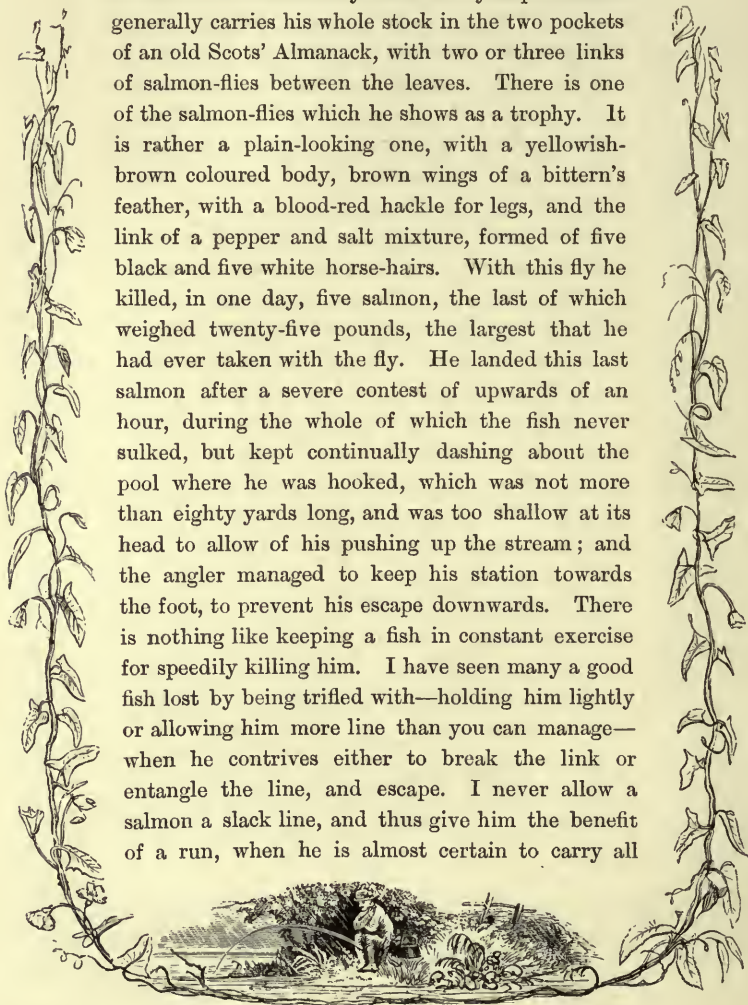 generally carries his whole stock in the two pockets
of an old Scots' Almanack, with two or three links
of salmon-flies between the leaves. There is one
of the salmon-flies which he shows as a trophy. It
is rather a plain-looking one, with a yellowish-
brown coloured body, brown wings of a bittern's
feather, with a blood-red hackle for legs, and the
link of a pepper and salt mixture, formed of five
black and five white horse-hairs. With this fly he
killed, in one day, five salmon, the last of which
weighed twenty-five pounds, the largest that he
had ever taken with the fly. He landed this last
salmon after a severe contest of upwards of an
hour, during the whole of which the fish never
sulked, but kept continually dashing about the
pool where he was hooked, which was not more
than eighty yards long, and was too shallow at its
head to allow of his pushing up the stream; and
the angler managed to keep his station towards
the foot, to prevent his escape downwards. There
is nothing like keeping a fish in constant exercise
for speedily killing him. I have seen many a good
fish lost by being trifled with—holding him lightly
or allowing him more line than you can manage—
when he contrives either to break the link or
entangle the line, and escape. I never allow a
salmon a slack line, and thus give him the benefit
of a run, when he is almost certain to carry all